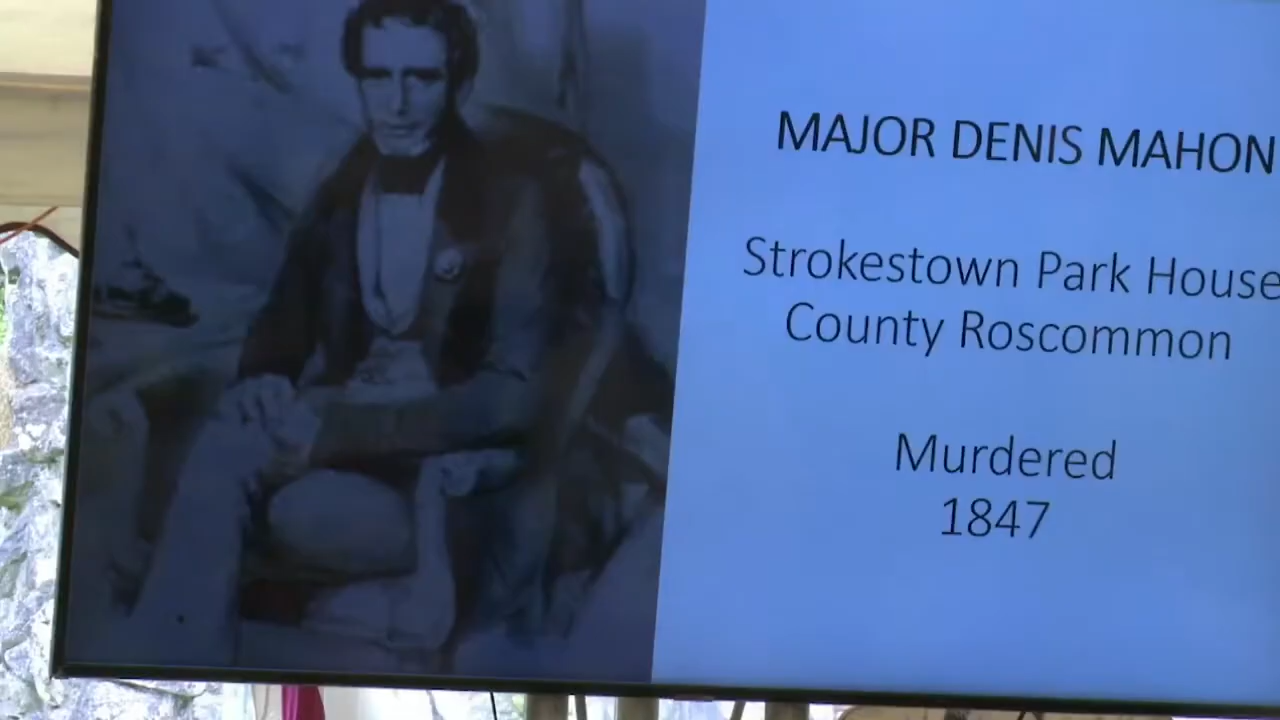 MAJOR DENIS MAHON
Strokestown Park House
County Roscommon
Murdered
1847